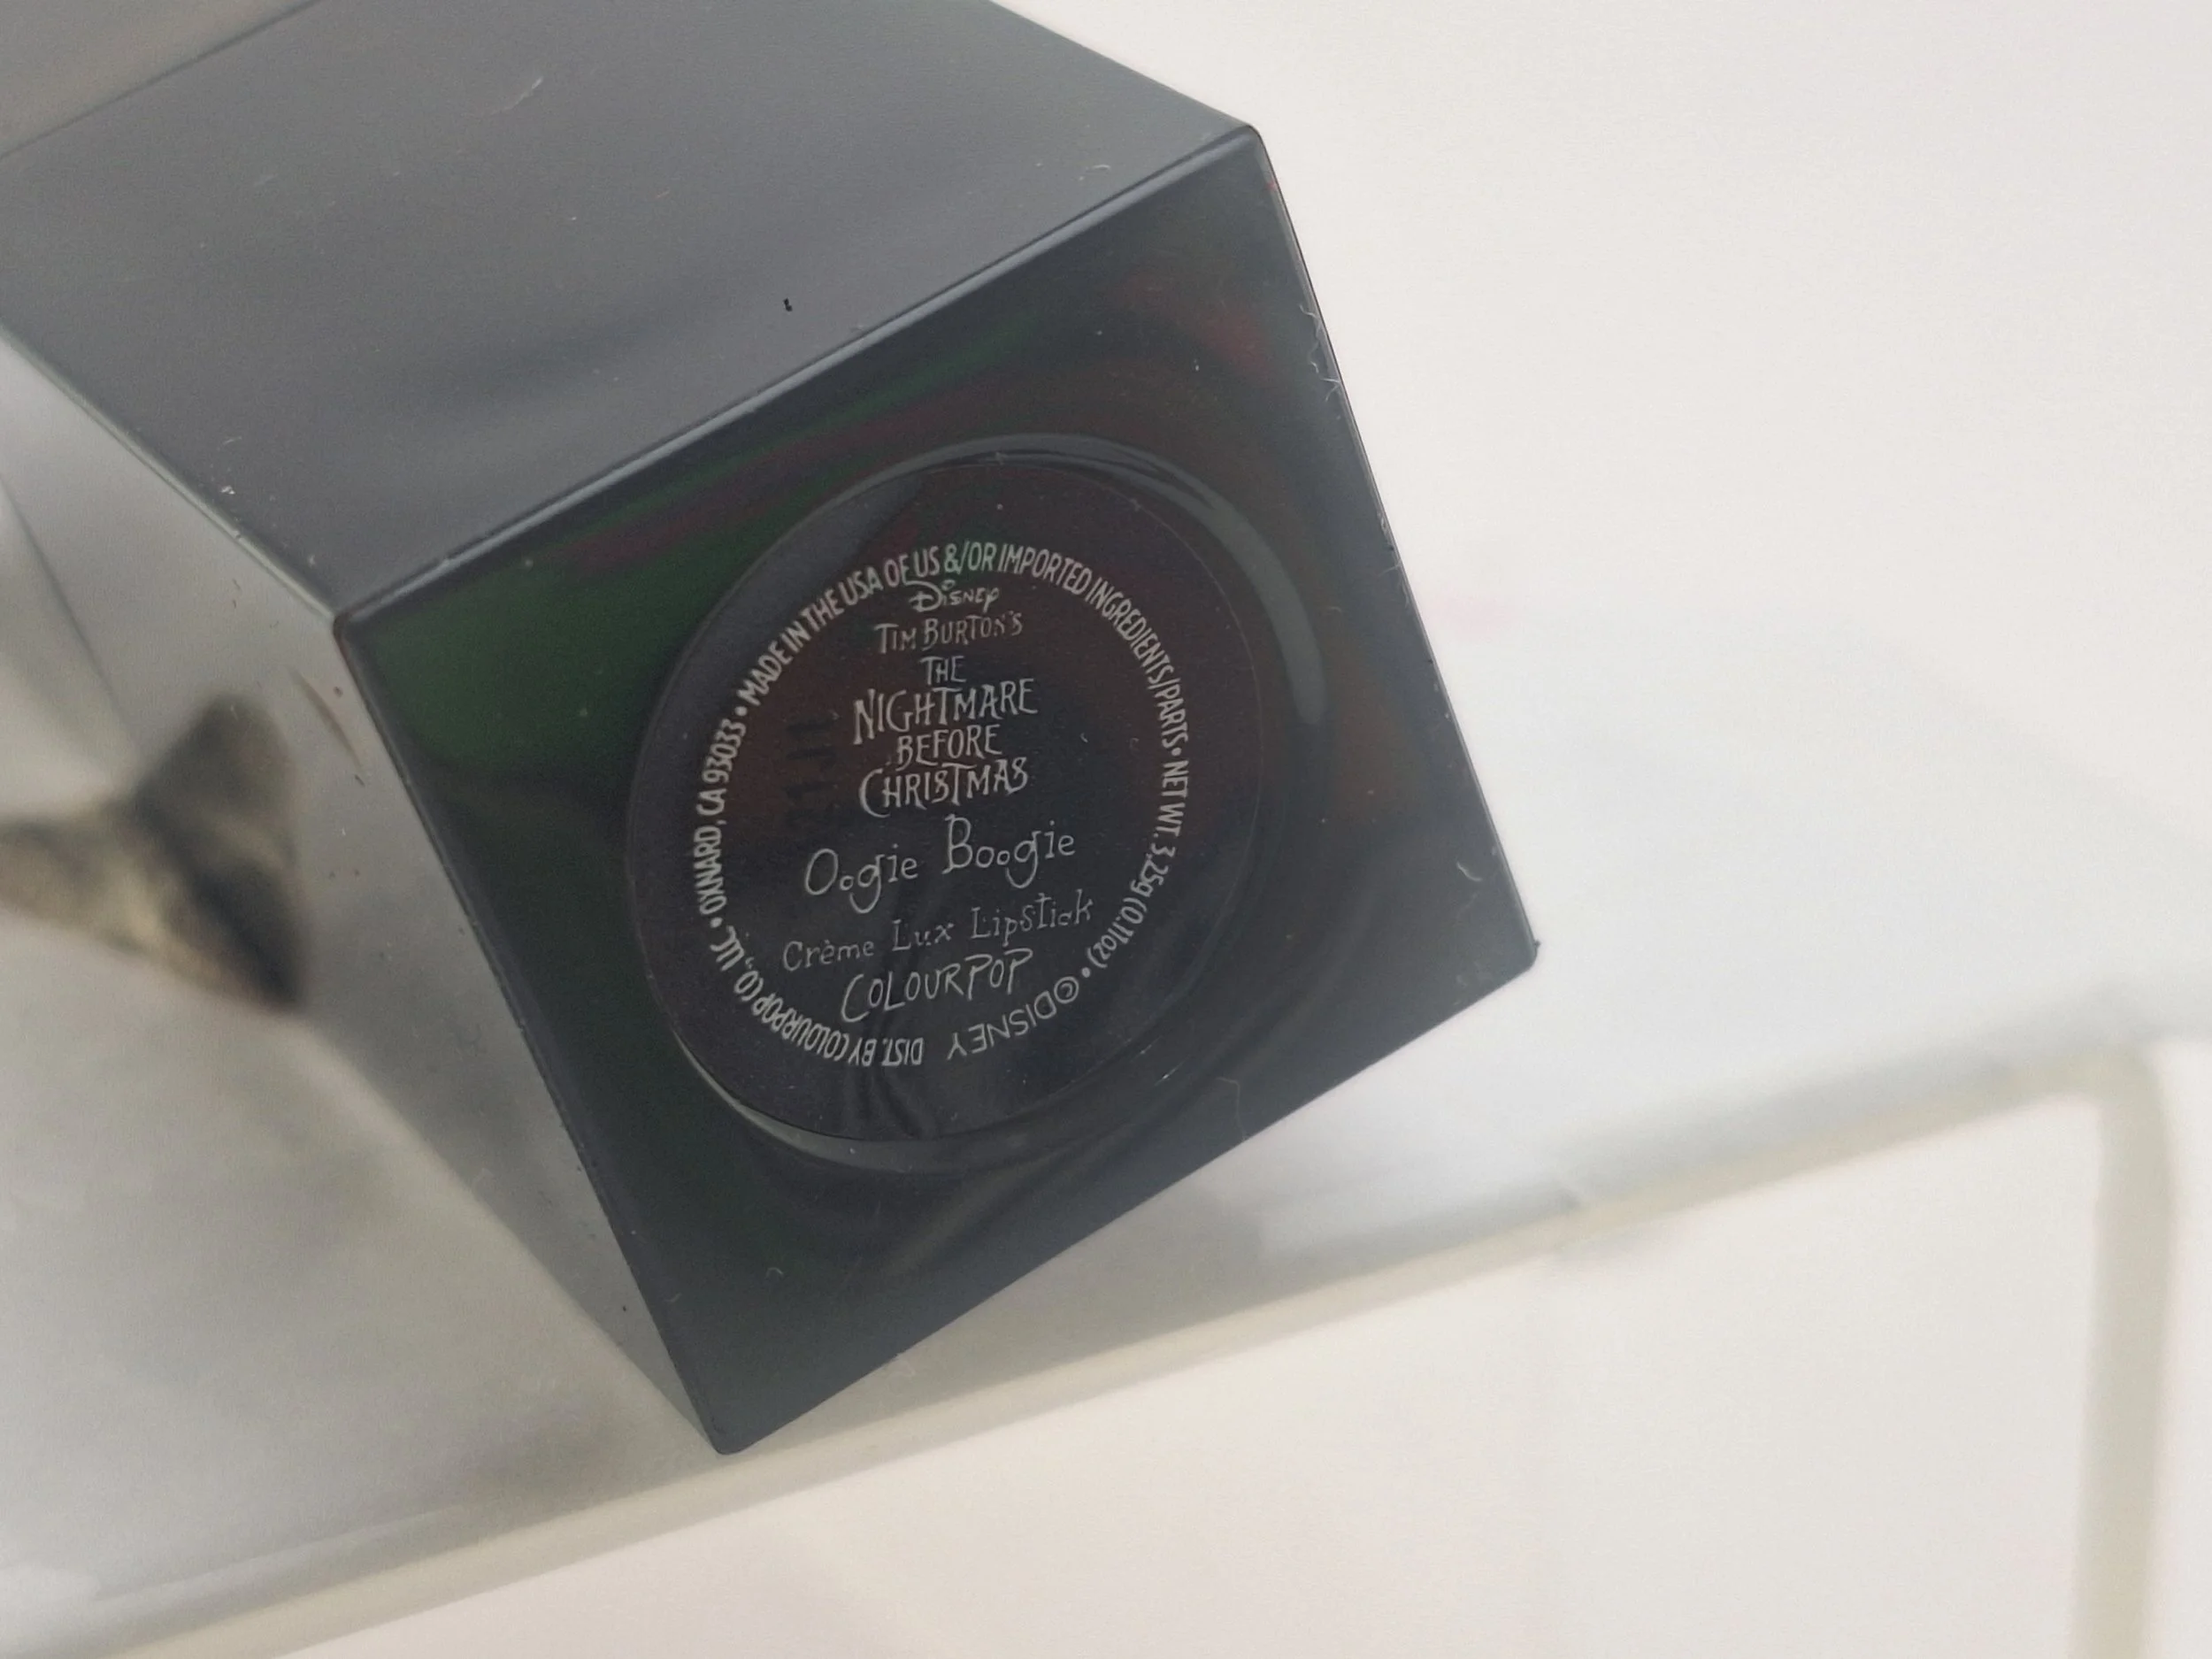 DISNEY
TIM BURTON'S
THE
NIGHTMARE
BEFORE
CHRISTMAS
Oogie Boogie
Crème Lux Lipstick
COLOURPOP
DIST. BY COLOURPOP CO., LLC. • OXNARD, CA 93033 • MADE IN THE USA OF US &/OR IMPORTED INGREDIENTS/PARTS • NET WT. 3.25g (0.11oz) • ©DISNEY